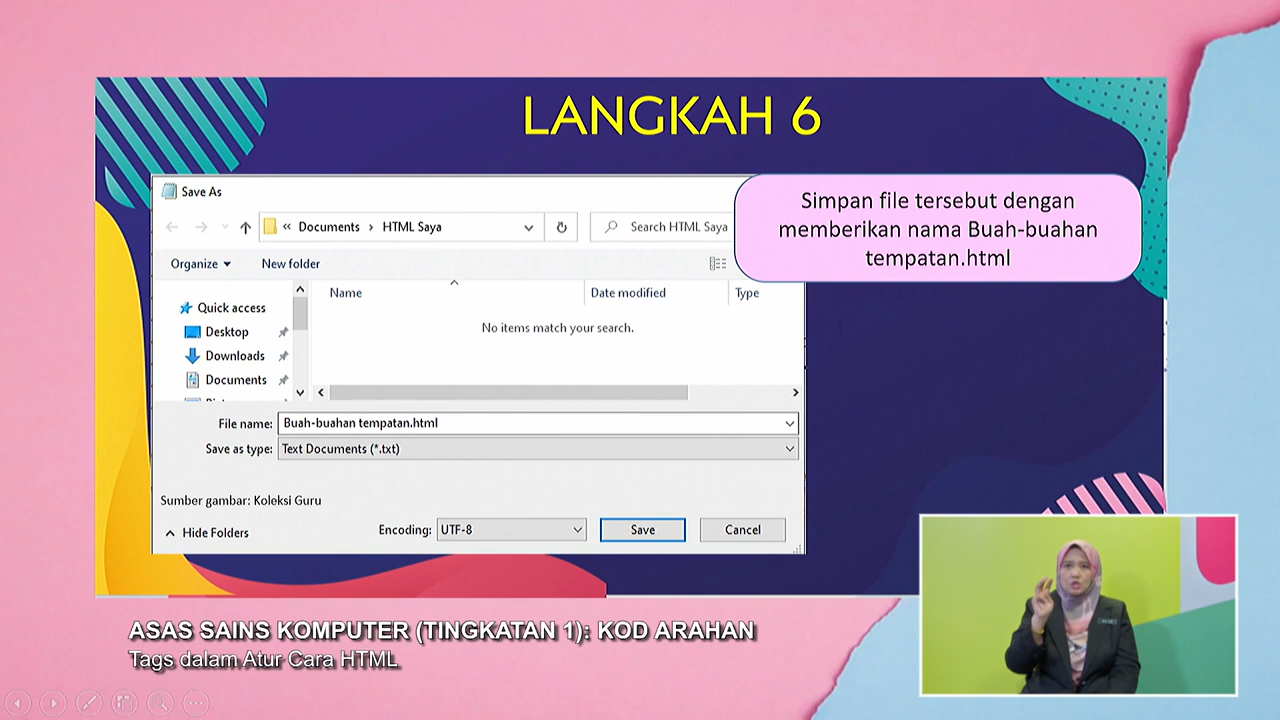 LANGKAH 6
Save As
Simpan file tersebut dengan
memberikan nama Buah-buahan
tempatan.html
« Documents › HTML Saya
Search HTML Saya
Organize
New folder
Name
Date modified
Type
Quick access
No items match your search.
Desktop
Downloads
Documents
File name: Buah-buahan tempatan.html
Save as type: Text Documents (*.txt)
Sumber gambar: Koleksi Guru
Hide Folders
Encoding: UTF-8
Save
Cancel
ASAS SAINS KOMPUTER (TINGKATAN 1): KOD ARAHAN
Tags dalam Atur Cara HTML